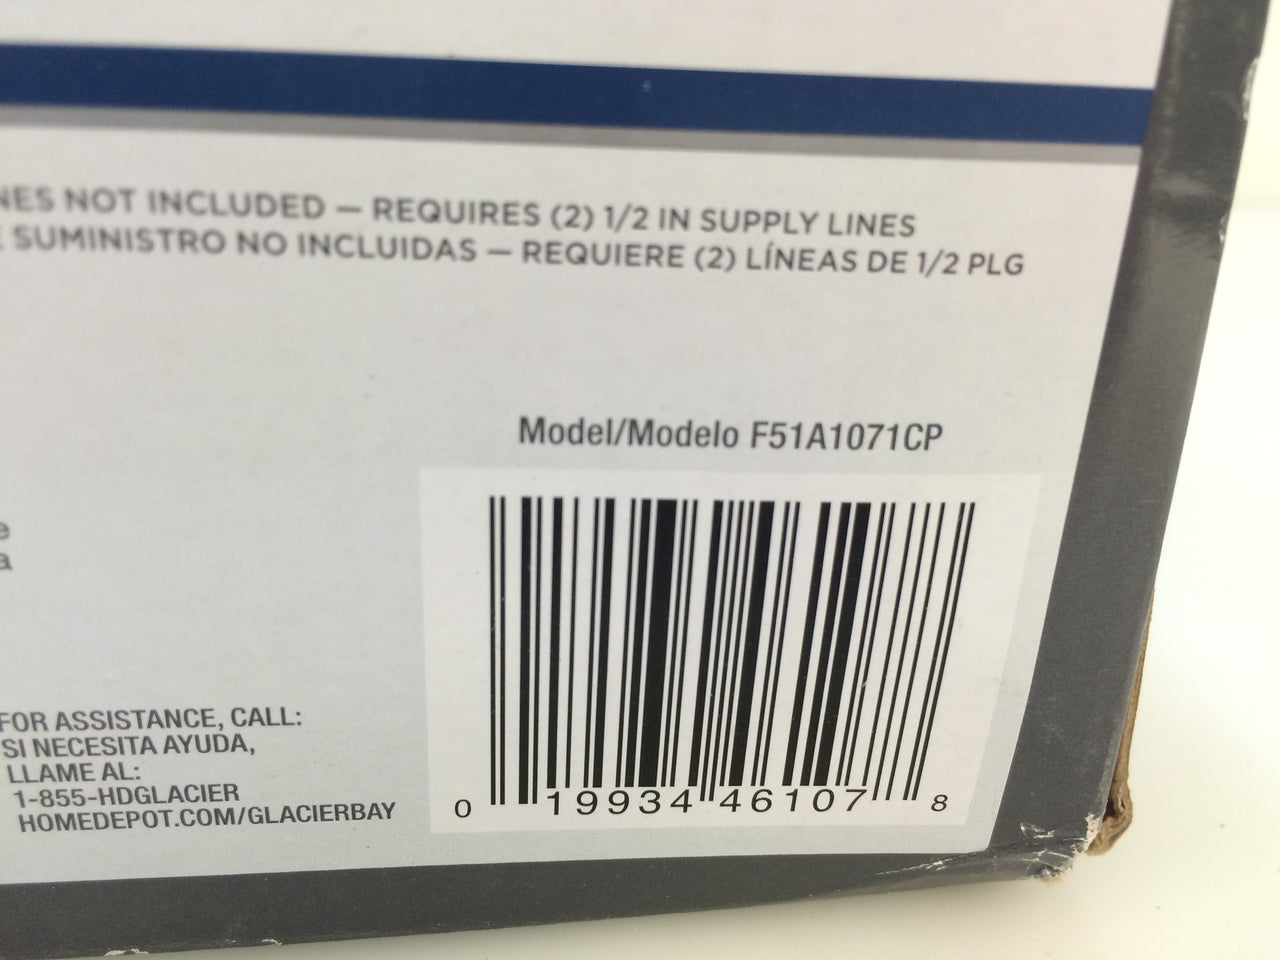 NES NOT INCLUDED — REQUIRES (2) 1/2 IN SUPPLY LINES
SUMINISTRO NO INCLUIDAS — REQUIERE (2) LÍNEAS DE 1/2 PLG
Model/Modelo F51A1071CP
e
a
FOR ASSISTANCE, CALL:
SI NECESITA AYUDA,
LLAME AL:
1-855-HDGLACIER
HOMEDEPOT.COM/GLACIERBAY
0 19934 46107 8